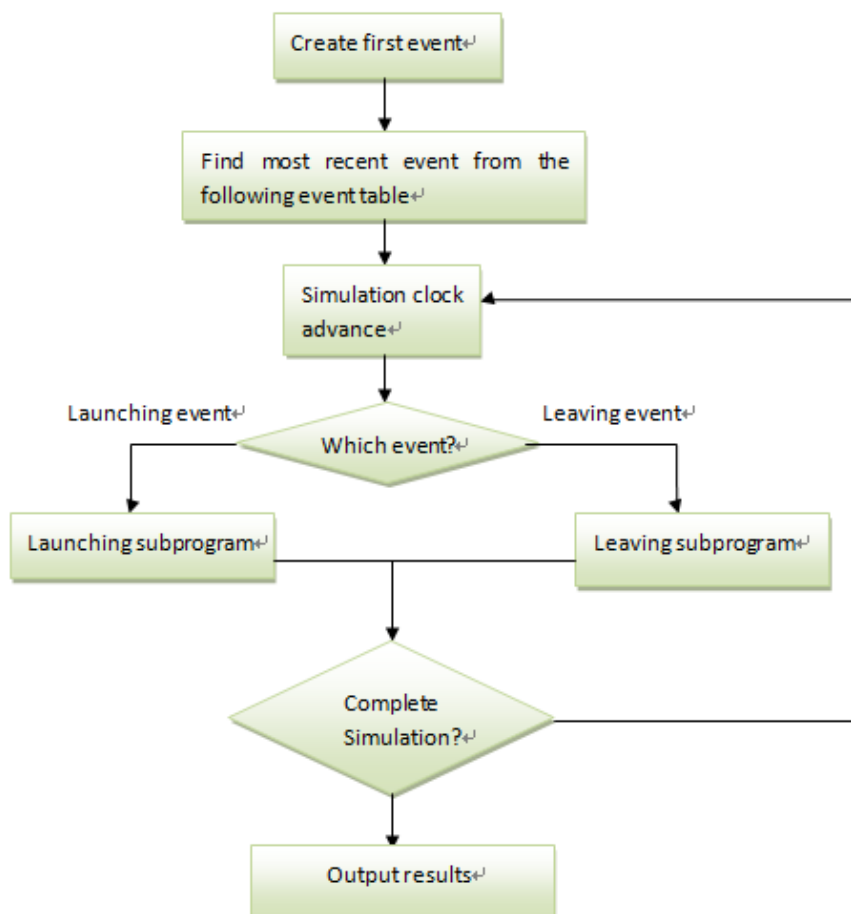 Create first event↵
Find most recent event from the
following event table↵
Simulation clock
advance↵
Launching event↵
Leaving event↵
Which event?↵
Launching subprogram↵
Leaving subprogram↵
Complete
Simulation?↵
Output results↵